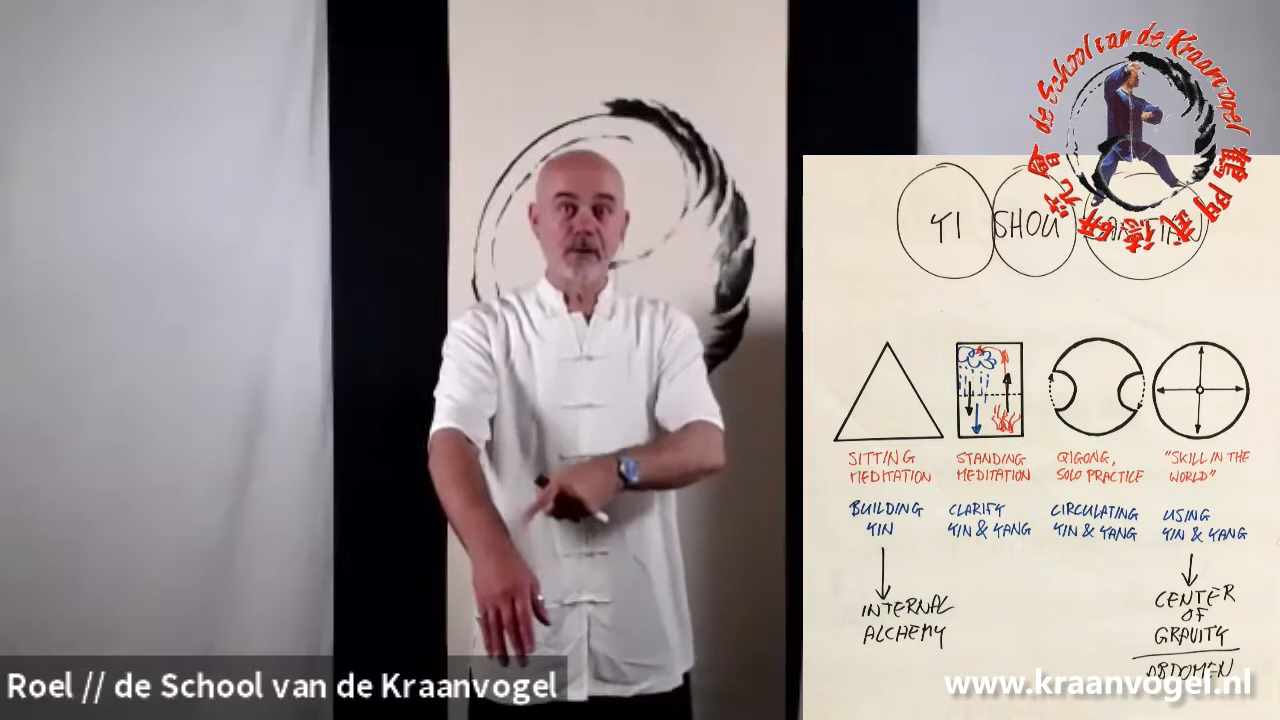 de School van de Kraanvogel
YI SHOU
SITTING MEDITATION
STANDING MEDITATION
QIGONG, SOLO PRACTICE
"SKILL IN THE WORLD"
BUILDING YIN
CLARIFY YIN & YANG
CIRCULATING YIN & YANG
USING YIN & YANG
INTERNAL ALCHEMY
CENTER OF GRAVITY
ABDOMEN
Roel // de School van de Kraanvogel
www.kraanvogel.nl